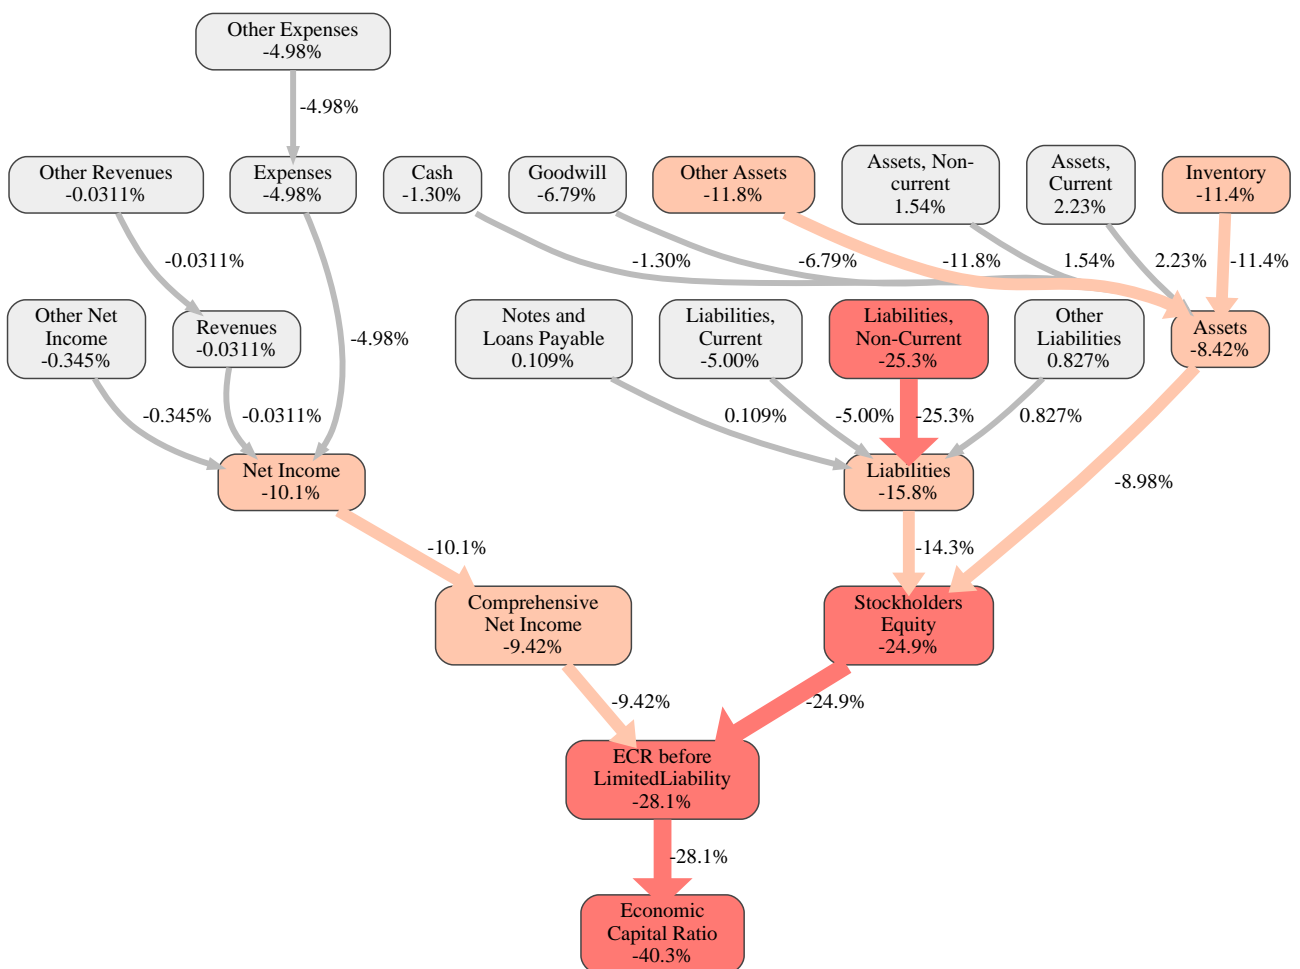 Other Expenses
-4.98%
-4.98%
Other Revenues
-0.0311%
Expenses
-4.98%
Cash
-1.30%
Goodwill
-6.79%
Other Assets
-11.8%
Assets, Non-
current
1.54%
Assets,
Current
2.23%
Inventory
-11.4%
-0.0311%
-1.30%
-6.79%
-11.8%
1.54%
2.23%
-11.4%
Other Net
Income
-0.345%
Revenues
-0.0311%
-4.98%
Notes and
Loans Payable
0.109%
Liabilities,
Current
-5.00%
Liabilities,
Non-Current
-25.3%
Other
Liabilities
0.827%
Assets
-8.42%
-0.345%
-0.0311%
0.109%
-5.00%
-25.3%
0.827%
Net Income
-10.1%
Liabilities
-15.8%
-8.98%
-10.1%
-14.3%
Comprehensive
Net Income
-9.42%
Stockholders
Equity
-24.9%
-9.42%
-24.9%
ECR before
LimitedLiability
-28.1%
-28.1%
Economic
Capital Ratio
-40.3%